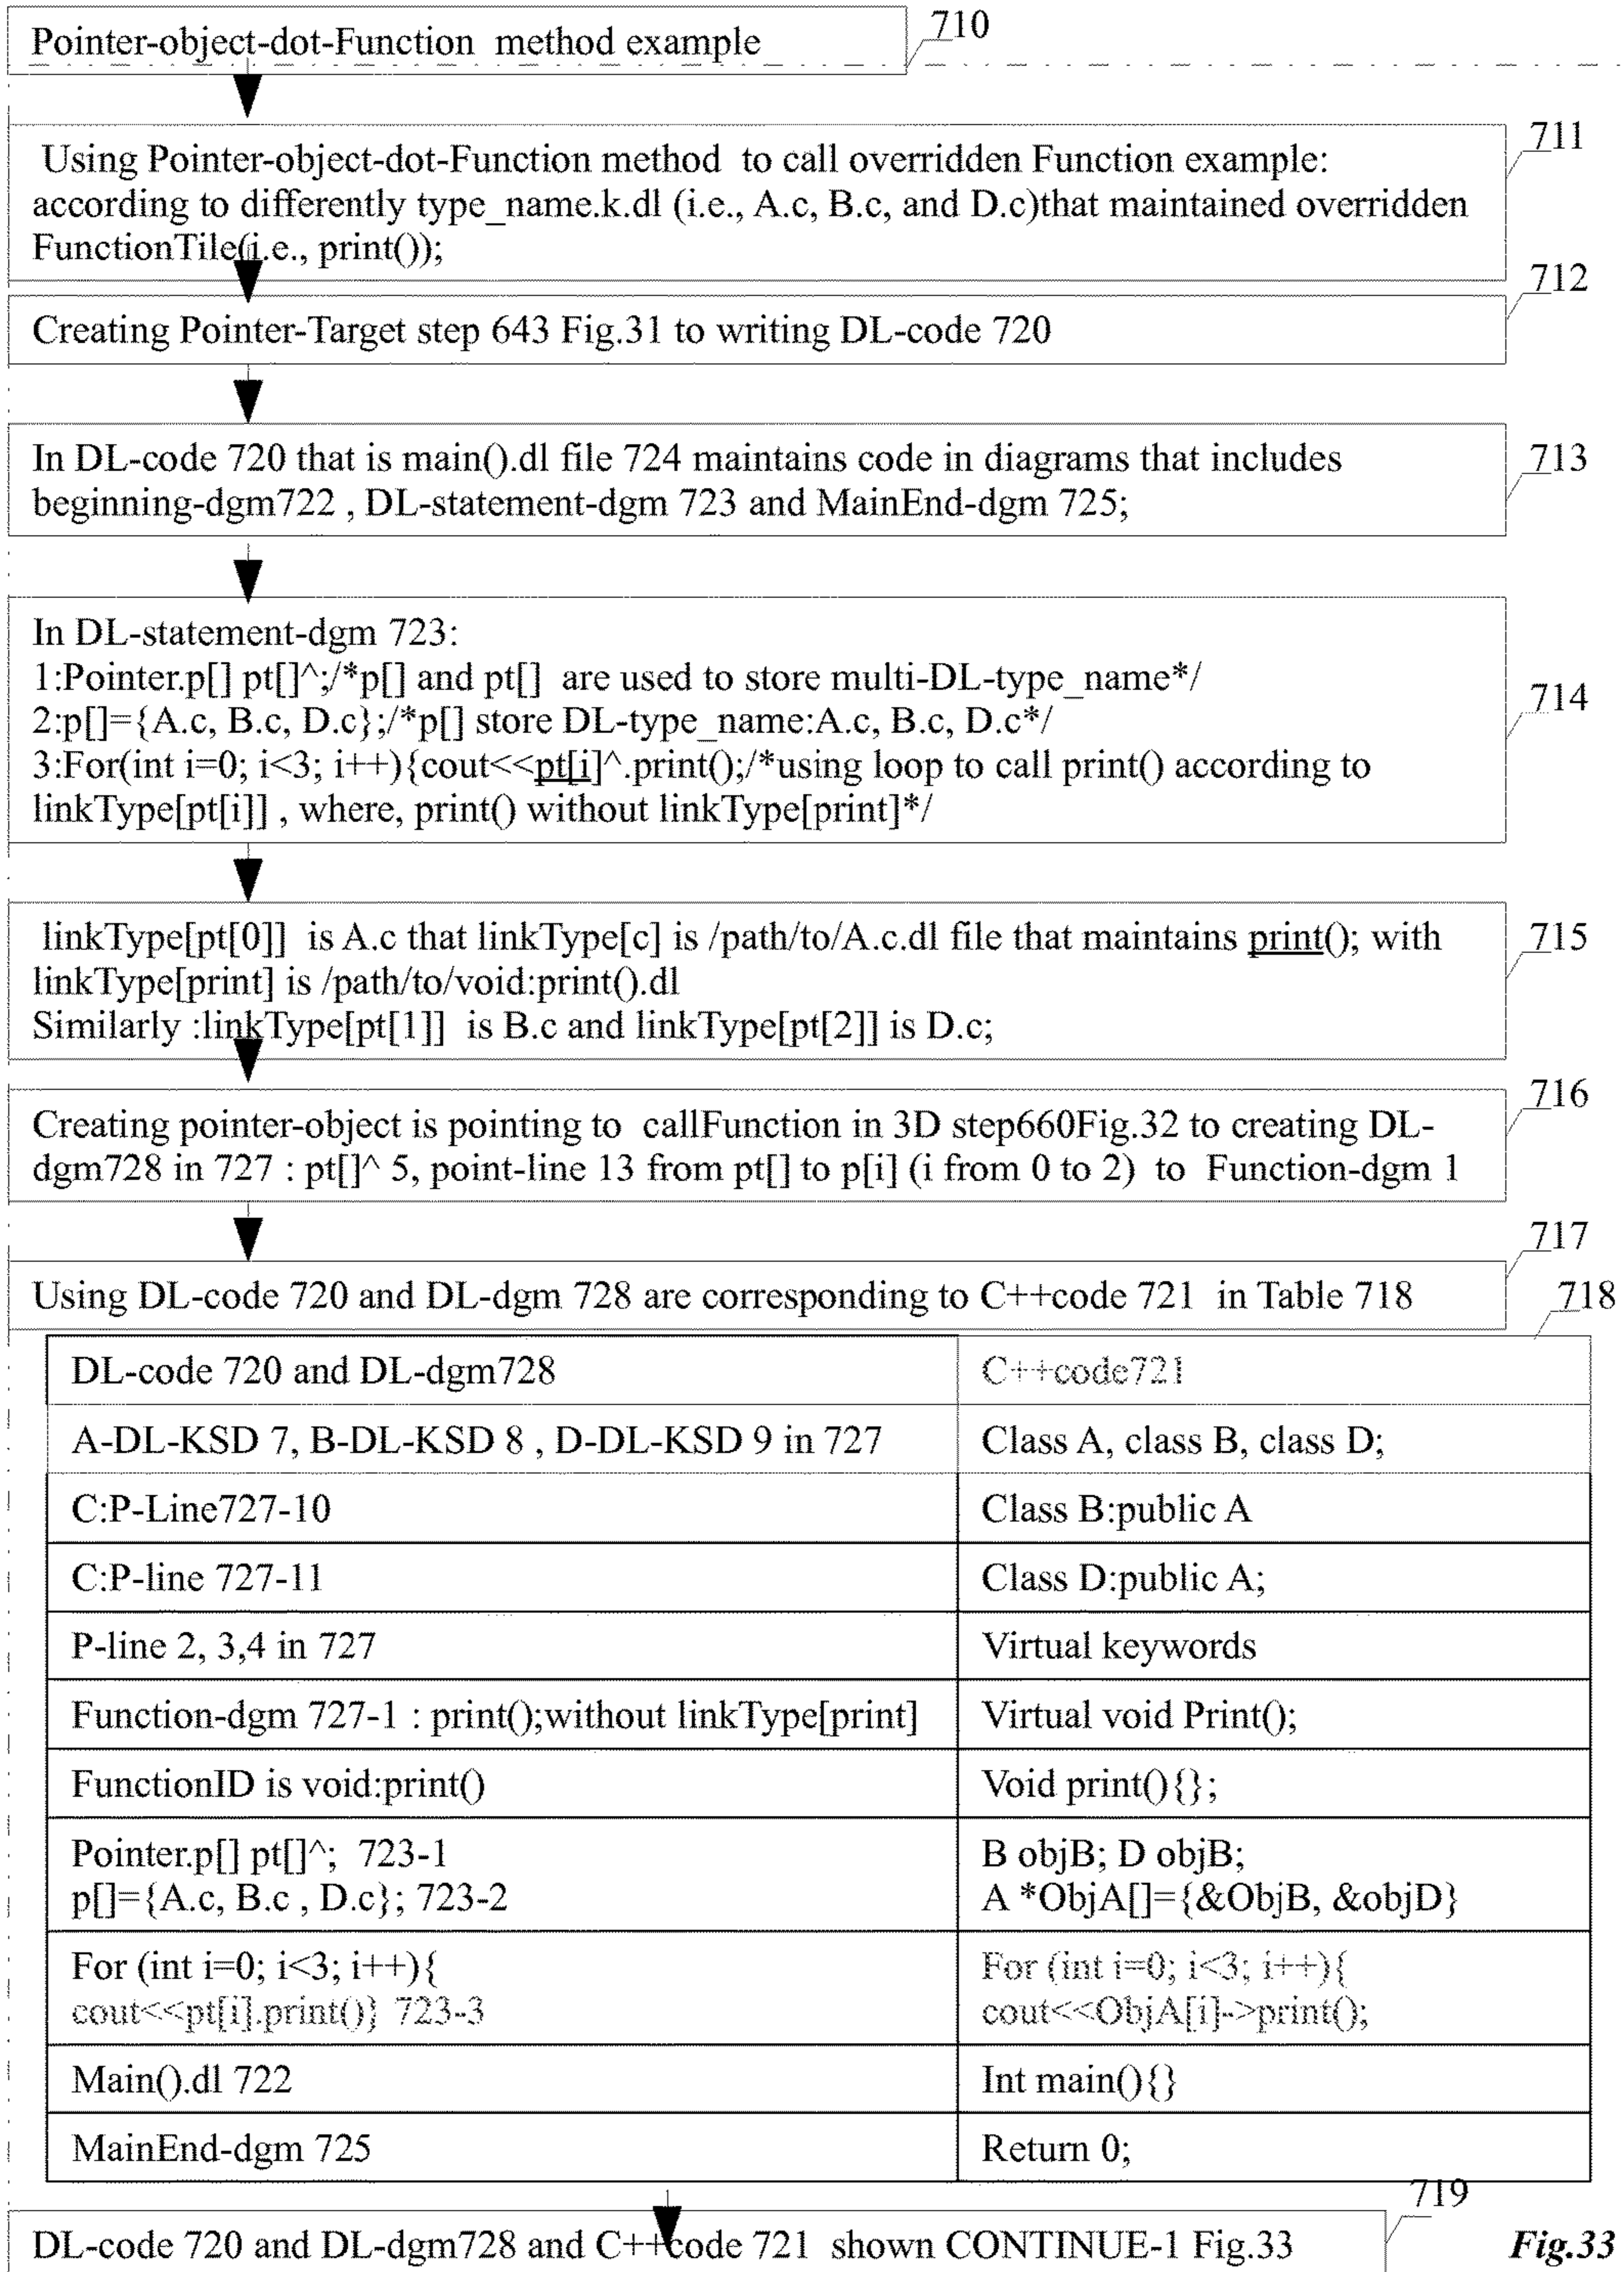 Pointer-object-dot-Function method example
710
Using Pointer-object-dot-Function method to call overridden Function example:
according to differently type_name.k.dl (i.e., A.c, B.c, and D.c)that maintained overridden
FunctionTile(i.e., print());
711
712
Creating Pointer-Target step 643 Fig.31 to writing DL-code 720
In DL-code 720 that is main().dl file 724 maintains code in diagrams that includes
beginning-dgm722 , DL-statement-dgm 723 and MainEnd-dgm 725;
713
In DL-statement-dgm 723:
1:Pointer.p[] pt[]^;/*p[] and pt[] are used to store multi-DL-type_name*/
2:p[]={A.c, B.c, D.c};/*p[] store DL-type_name:A.c, B.c, D.c*/
3:For(int i=0; i<3; i++){cout<<pt[i]^.print();/*using loop to call print() according to
linkType[pt[i]] , where, print() without linkType[print]*/
714
linkType[pt[0]] is A.c that linkType[c] is /path/to/A.c.dl file that maintains print(); with
linkType[print] is /path/to/void:print().dl
Similarly :linkType[pt[1]] is B.c and linkType[pt[2]] is D.c;
715
Creating pointer-object is pointing to callFunction in 3D step660Fig.32 to creating DL-
dgm728 in 727 : pt[]^ 5, point-line 13 from pt[] to p[i] (i from 0 to 2) to Function-dgm 1
716
717
Using DL-code 720 and DL-dgm 728 are corresponding to C++code 721 in Table 718
718
DL-code 720 and DL-dgm728 C++code721
A-DL-KSD 7, B-DL-KSD 8 , D-DL-KSD 9 in 727 Class A, class B, class D;
C:P-Line727-10 Class B:public A
C:P-line 727-11 Class D:public A;
P-line 2, 3,4 in 727 Virtual keywords
Function-dgm 727-1 : print();without linkType[print] Virtual void Print();
FunctionID is void:print() Void print(){};
Pointer.p[] pt[]^; 723-1 B objB; D objB;
p[]={A.c, B.c , D.c}; 723-2 A *ObjA[]={&ObjB, &objD}
For (int i=0; i<3; i++){ For (int i=0; i<3; i++){
cout<<pt[i].print()} 723-3 cout<<ObjA[i]->print();
Main().dl 722 Int main(){}
MainEnd-dgm 725 Return 0;
719
DL-code 720 and DL-dgm728 and C++code 721 shown CONTINUE-1 Fig.33
Fig.33